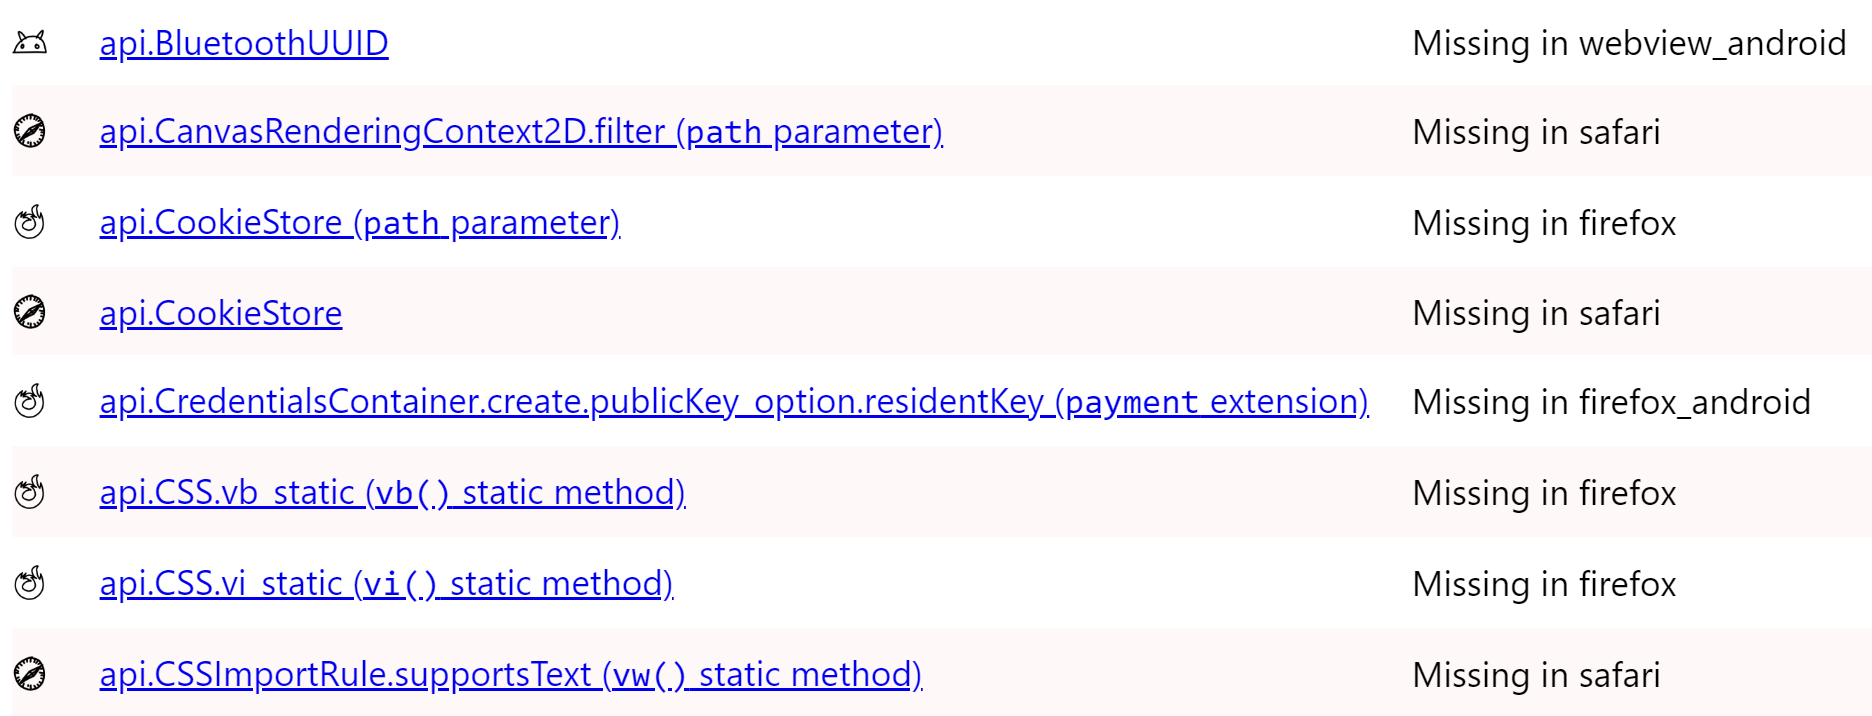 api.BluetoothUUID Missing in webview_android
api.CanvasRenderingContext2D.filter (path parameter) Missing in safari
api.CookieStore (path parameter) Missing in firefox
api.CookieStore Missing in safari
api.CredentialsContainer.create.publicKey_option.residentKey (payment extension) Missing in firefox_android
api.CSS.vb_static (vb() static method) Missing in firefox
api.CSS.vi_static (vi() static method) Missing in firefox
api.CSSImportRule.supportsText (vw() static method) Missing in safari